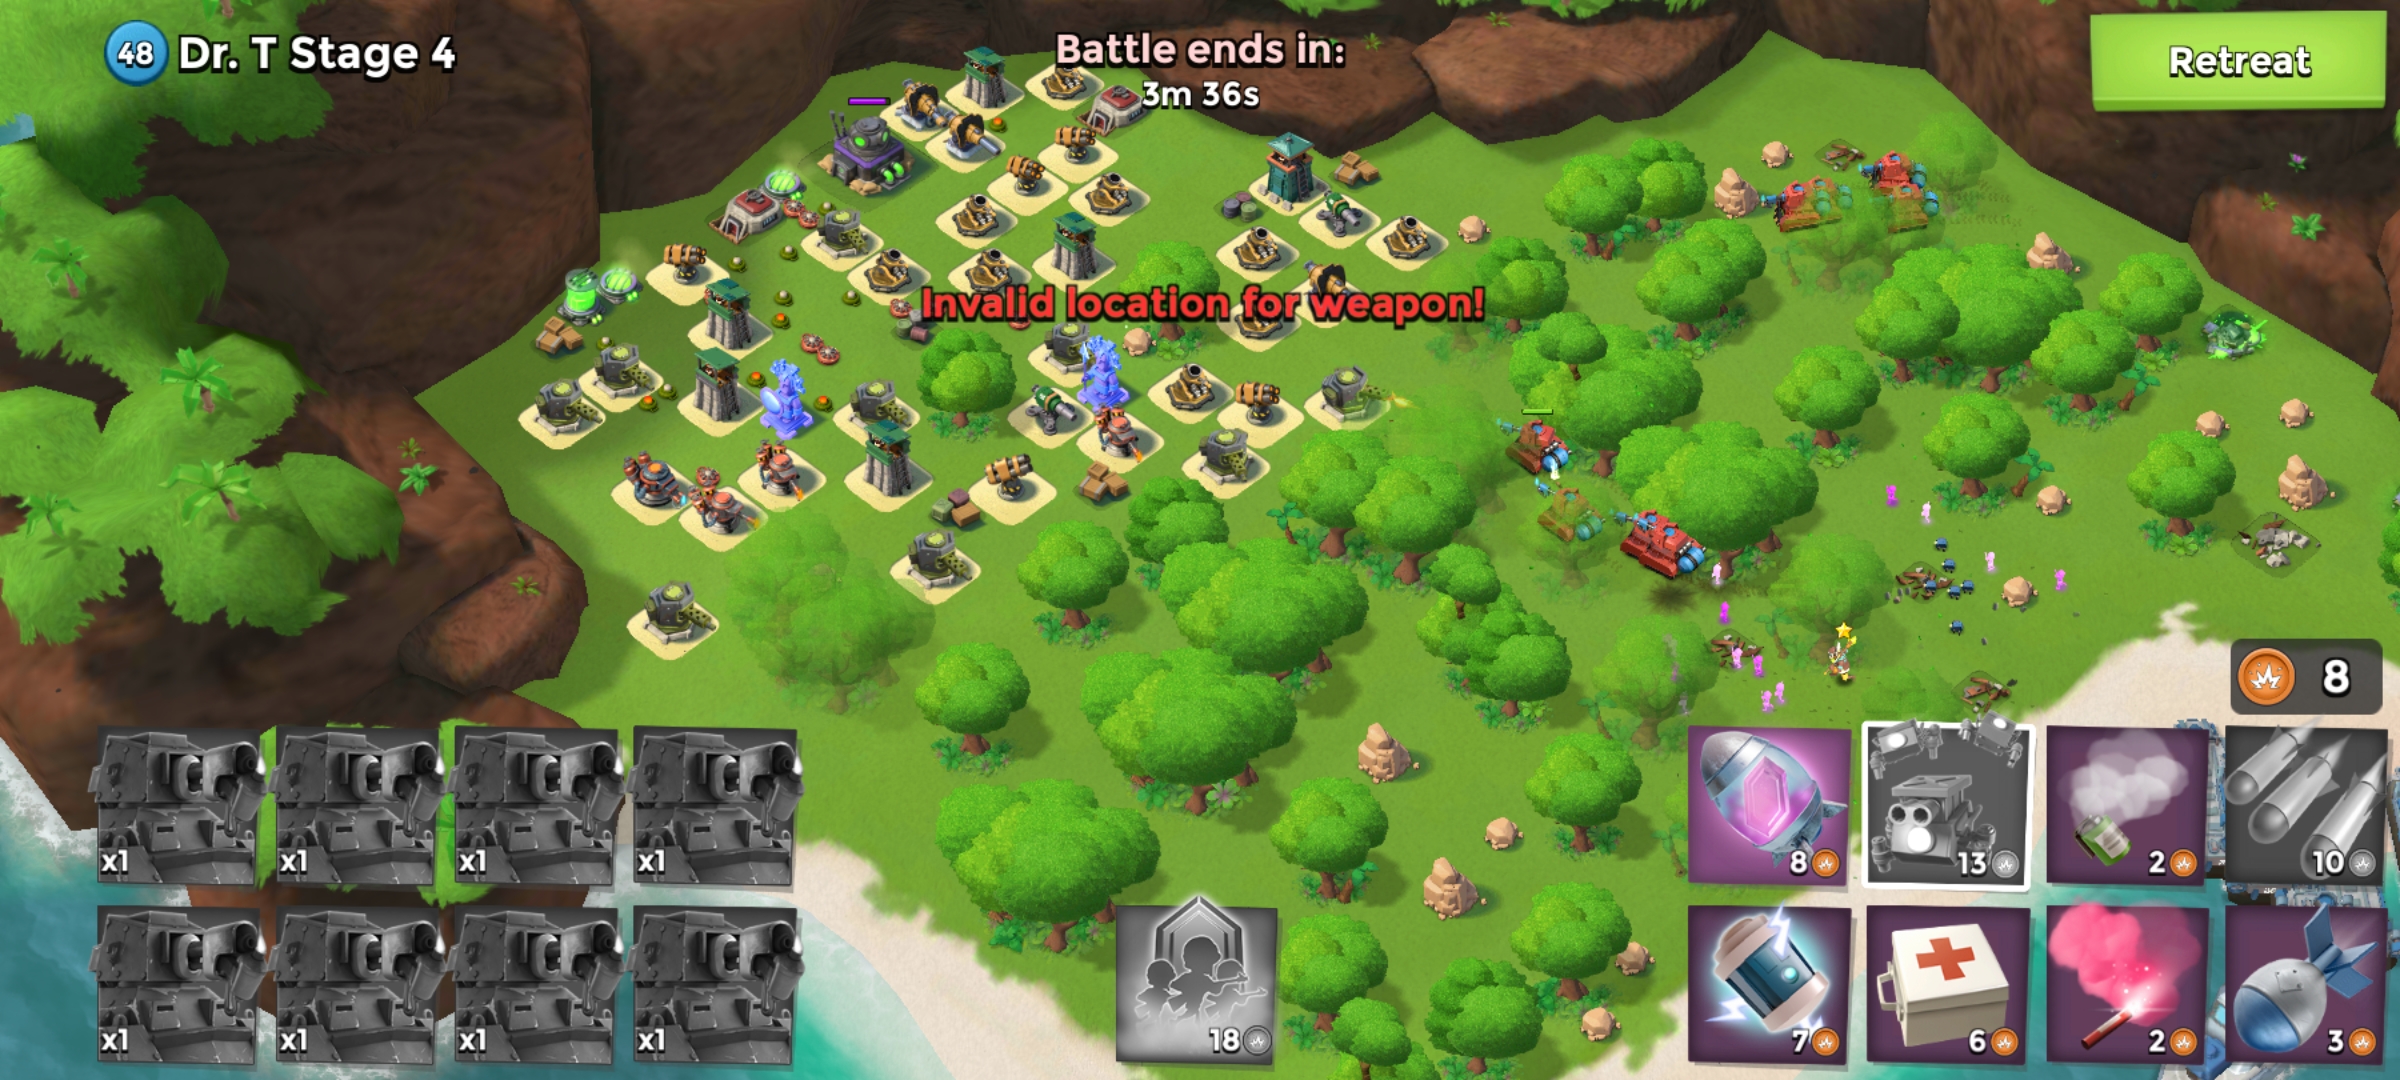 48 Dr. T Stage 4
Battle ends in:
3m 36s
Retreat
Invalid location for weapon!
8
x1
x1
x1
x1
8
13
2
10
x1
x1
x1
x1
18
7
6
2
3